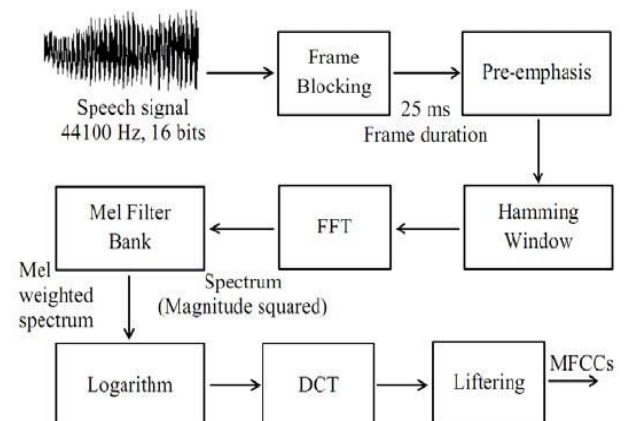 Speech signal
44100 Hz, 16 bits
Frame
Blocking
25 ms
Frame duration
Pre-emphasis
Hamming
Window
FFT
Spectrum
(Magnitude squared)
Mel Filter
Bank
Mel
weighted
spectrum
Logarithm
DCT
Liftering
MFCCs